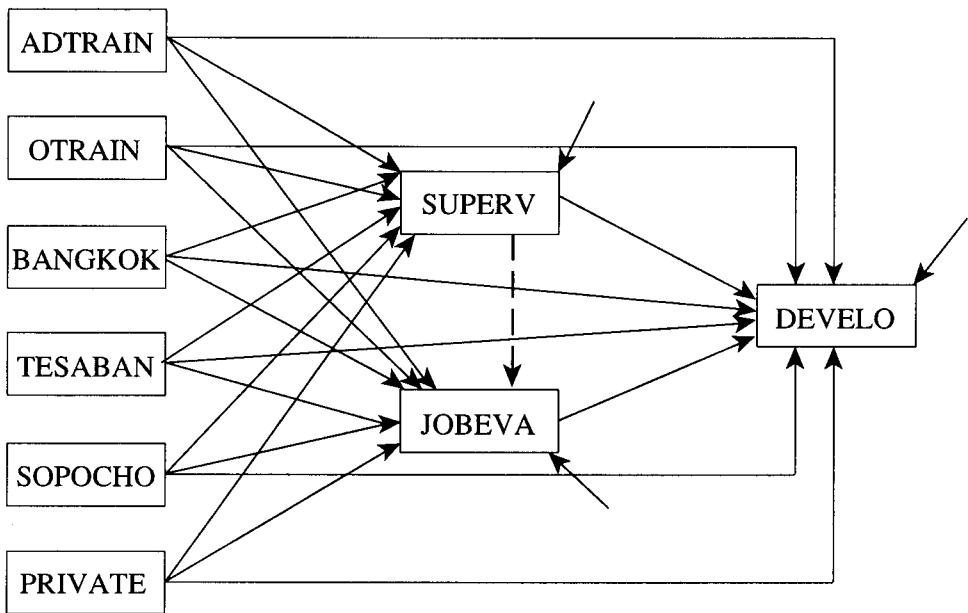 ADTRAIN
OTRAIN
SUPERV
BANGKOK
DEVELO
TESABAN
JOBEVA
SOPOCHO
PRIVATE